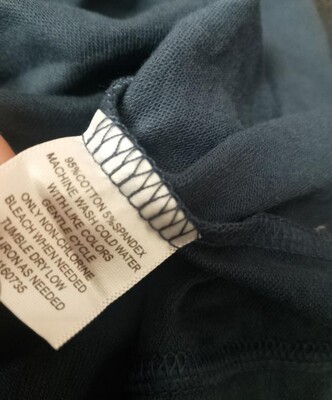 95%COTTON 5%SPANDEX
MACHINE WASH COLD WATER
WITH LIKE COLORS
GENTLE CYCLE
ONLY NON-CHLORINE
BLEACH WHEN NEEDED
TUMBLE DRY LOW
IRON AS NEEDED